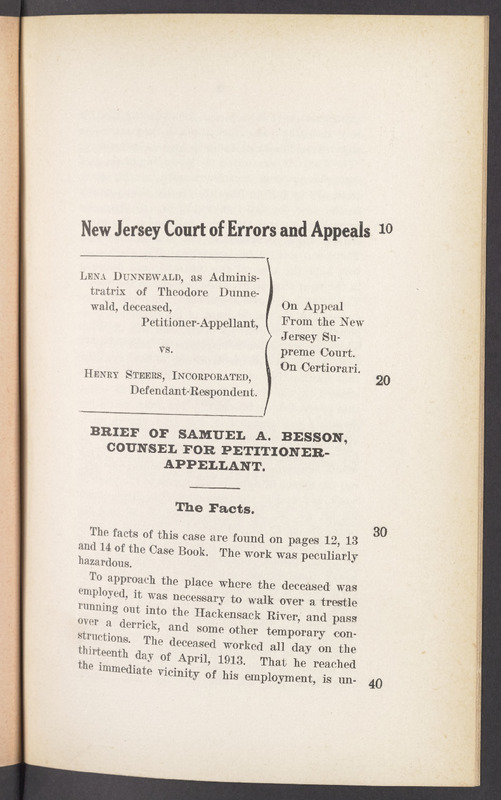 New Jersey Court of Errors and Appeals 10
LENA DUNNEWALD, as Adminis-
tratrix of Theodore Dunne-
wald, deceased,
Petitioner-Appellant,
vs.
HENRY STEERS, INCORPORATED,
Defendant-Respondent.
On Appeal
From the New
Jersey Su-
preme Court.
On Certiorari.
20
BRIEF OF SAMUEL A. BESSON,
COUNSEL FOR PETITIONER-
APPELLANT.
The Facts.
The facts of this case are found on pages 12, 13 30
and 14 of the Case Book. The work was peculiarly
hazardous.
To approach the place where the deceased was
employed, it was necessary to walk over a trestle
running out into the Hackensack River, and pass
over a derrick, and some other temporary con-
structions. The deceased worked all day on the
thirteenth day of April, 1913. That he reached
the immediate vicinity of his employment, is un- 40